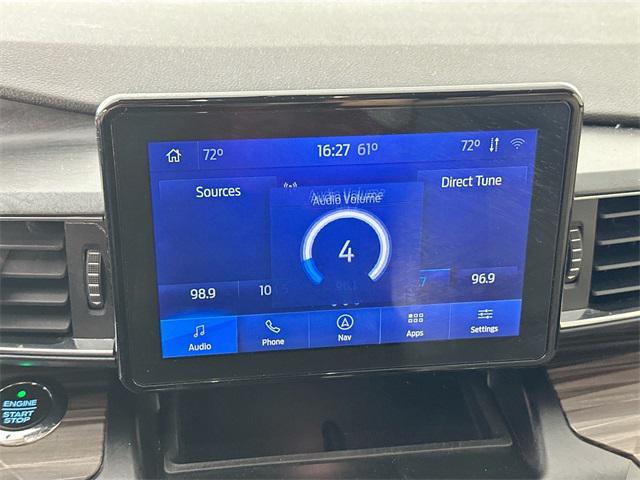 72° 16:27 61° 72°
Sources
Direct Tune
Audio Volume
4
98.9
96.9
Audio
Phone
Nav
Apps
Settings
ENGINE
START
STOP